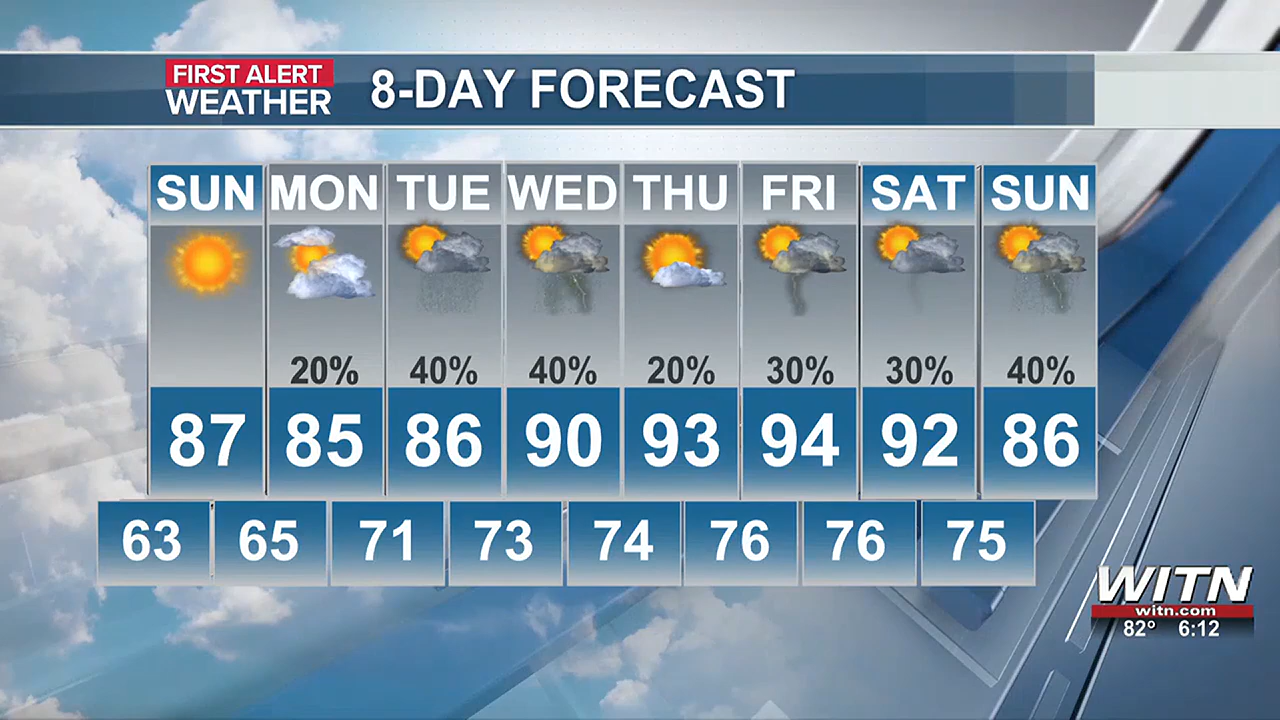 FIRST ALERT
WEATHER
8-DAY FORECAST
SUN MON TUE WED THU FRI SAT SUN
20% 40% 40% 20% 30% 30% 40%
87 85 86 90 93 94 92 86
63 65 71 73 74 76 76 75
WITN
witn.com
82° 6:12